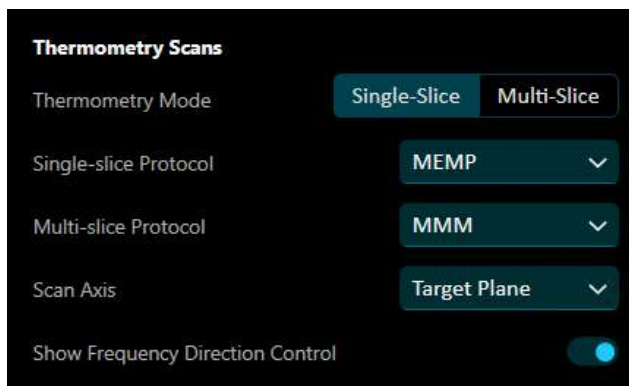 Thermometry Scans
Thermometry Mode Single-Slice Multi-Slice
Single-slice Protocol MEMP
Multi-slice Protocol MMM
Scan Axis Target Plane
Show Frequency Direction Control